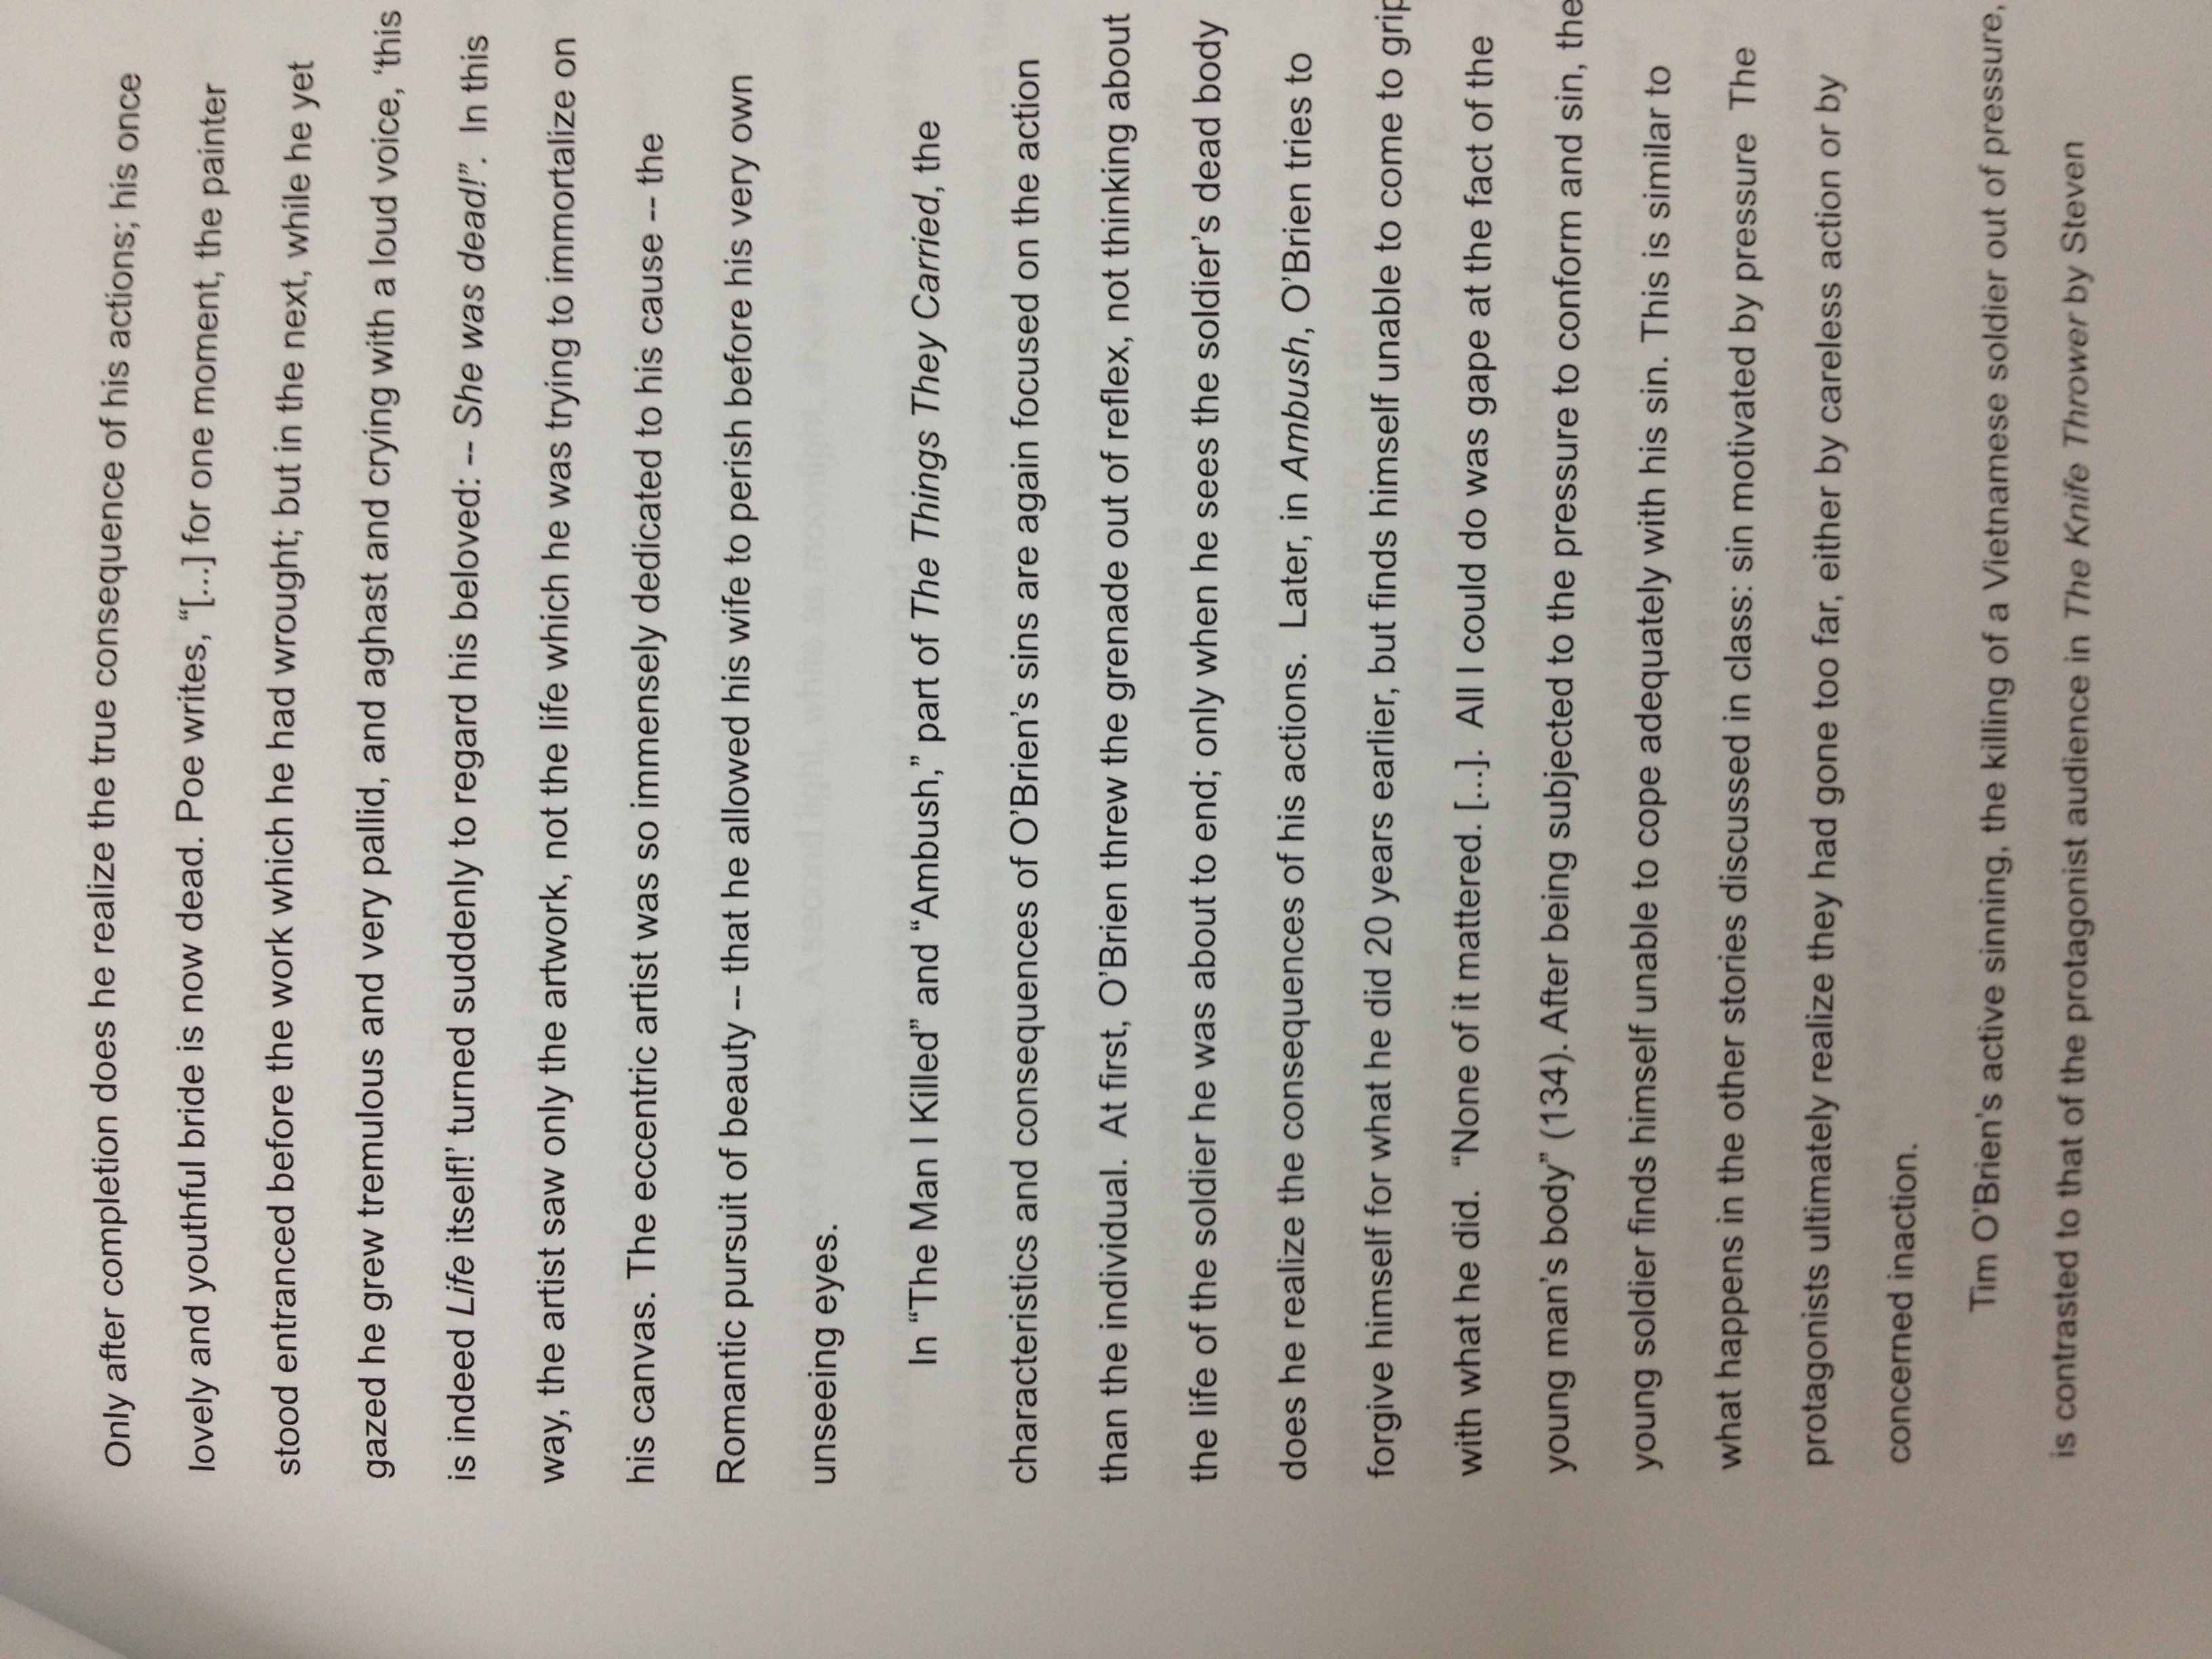 Only after completion does he realize the true consequence of his actions; his once
lovely and youthful bride is now dead. Poe writes, “[...] for one moment, the painter
stood entranced before the work which he had wrought; but in the next, while he yet
gazed he grew tremulous and very pallid, and aghast and crying with a loud voice, ‘this
is indeed Life itself!’ turned suddenly to regard his beloved: -- She was dead!”.  In this
way, the artist saw only the artwork, not the life which he was trying to immortalize on
his canvas. The eccentric artist was so immensely dedicated to his cause -- the
Romantic pursuit of beauty -- that he allowed his wife to perish before his very own
unseeing eyes.
In “The Man I Killed” and “Ambush,” part of The Things They Carried, the
characteristics and consequences of O’Brien’s sins are again focused on the action
than the individual.  At first, O’Brien threw the grenade out of reflex, not thinking about
the life of the soldier he was about to end; only when he sees the soldier’s dead body
does he realize the consequences of his actions.  Later, in Ambush, O’Brien tries to
forgive himself for what he did 20 years earlier, but finds himself unable to come to grip
with what he did.  “None of it mattered. [...].  All I could do was gape at the fact of the
young man’s body” (134). After being subjected to the pressure to conform and sin, the
young soldier finds himself unable to cope adequately with his sin. This is similar to
what happens in the other stories discussed in class: sin motivated by pressure  The
protagonists ultimately realize they had gone too far, either by careless action or by
concerned inaction.
Tim O’Brien’s active sinning, the killing of a Vietnamese soldier out of pressure,
is contrasted to that of the protagonist audience in The Knife Thrower by Steven